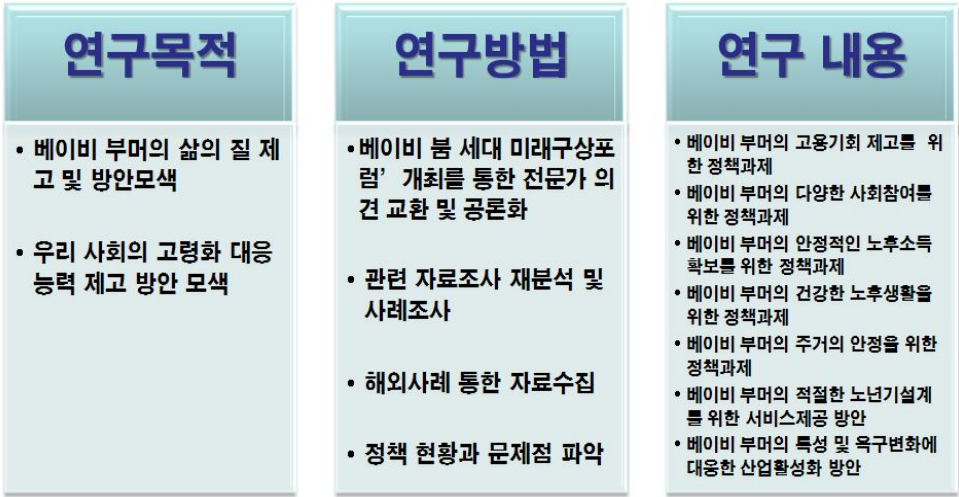 연구목적
• 베이비 부머의 삶의 질 제
고 및 방안모색
• 우리 사회의 고령화 대응
능력 제고 방안 모색
연구방법
•베이비 붐 세대 미래구상포
럼’ 개최를 통한 전문가 의
견 교환 및 공론화
• 관련 자료조사 재분석 및
사례조사
• 해외사례 통한 자료수집
• 정책 현황과 문제점 파악
연구 내용
• 베이비 부머의 고용기회 제고를 위
한 정책과제
• 베이비 부머의 다양한 사회참여를
위한 정책과제
• 베이비 부머의 안정적인 노후소득
확보를 위한 정책과제
• 베이비 부머의 건강한 노후생활을
위한 정책과제
• 베이비 부머의 주거의 안정을 위한
정책과제
• 베이비 부머의 적절한 노년기설계
를 위한 서비스제공 방안
• 베이비 부머의 특성 및 욕구변화에
대응한 산업활성화 방안